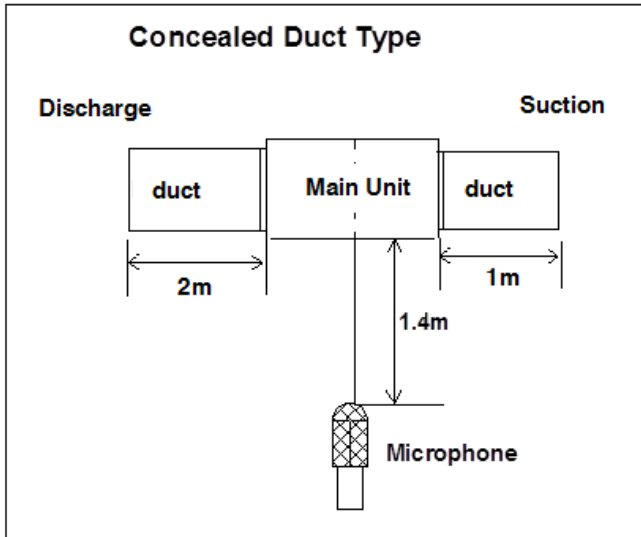 Concealed Duct Type
Discharge
Suction
duct
Main Unit
duct
2m
1m
1.4m
Microphone